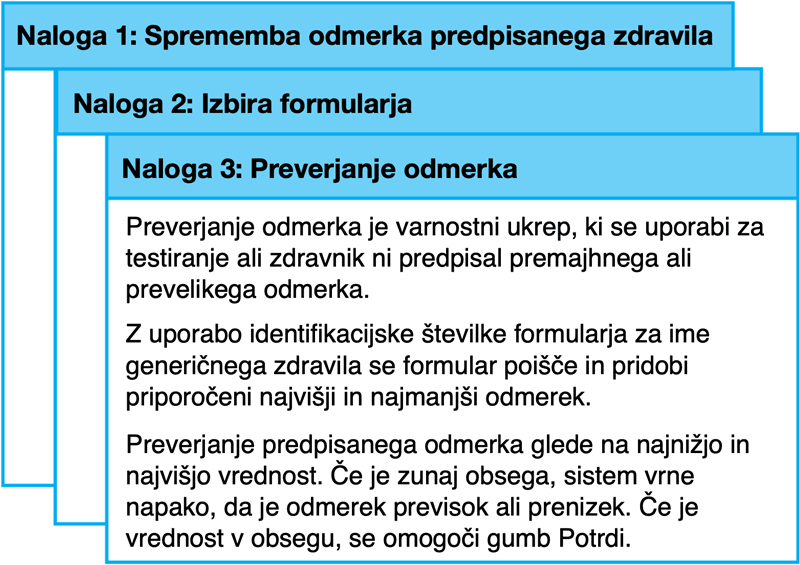 Naloga 1: Sprememba odmerka predpisanega zdravila
Naloga 2: Izbira formularja
Naloga 3: Preverjanje odmerka
Preverjanje odmerka je varnostni ukrep, ki se uporabi za
testiranje ali zdravnik ni predpisal premajhnega ali
prevelikega odmerka.
Z uporabo identifikacijske številke formularja za ime
generičnega zdravila se formular poišče in pridobi
priporočeni najvišji in najmanjši odmerek.
Preverjanje predpisanega odmerka glede na najnižjo in
najvišjo vrednost. Če je zunaj obsega, sistem vrne
napako, da je odmerek previsok ali prenizek. Če je
vrednost v obsegu, se omogoči gumb Potrdi.